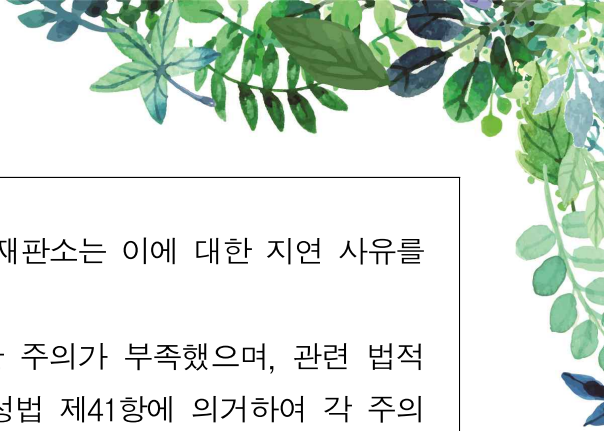 재판소는 이에 대한 지연 사유를
주의가 부족했으며, 관련 법적
성법 제41항에 의거하여 각 주의